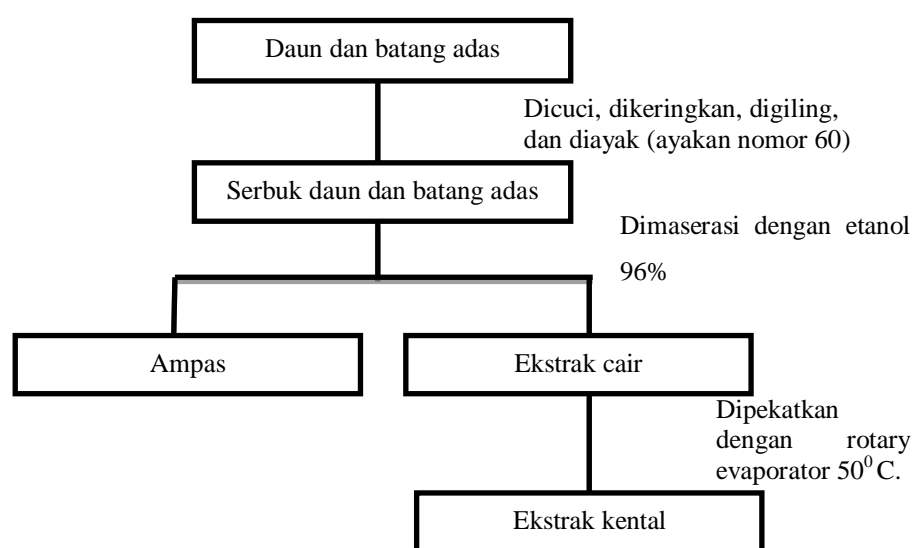 Daun dan batang adas
Dicuci, dikeringkan, digiling,
dan diayak (ayakan nomor 60)
Serbuk daun dan batang adas
Dimaserasi dengan etanol
96%
Ampas
Ekstrak cair
Dipekatkan
dengan rotary
evaporator 50⁰ C.
Ekstrak kental